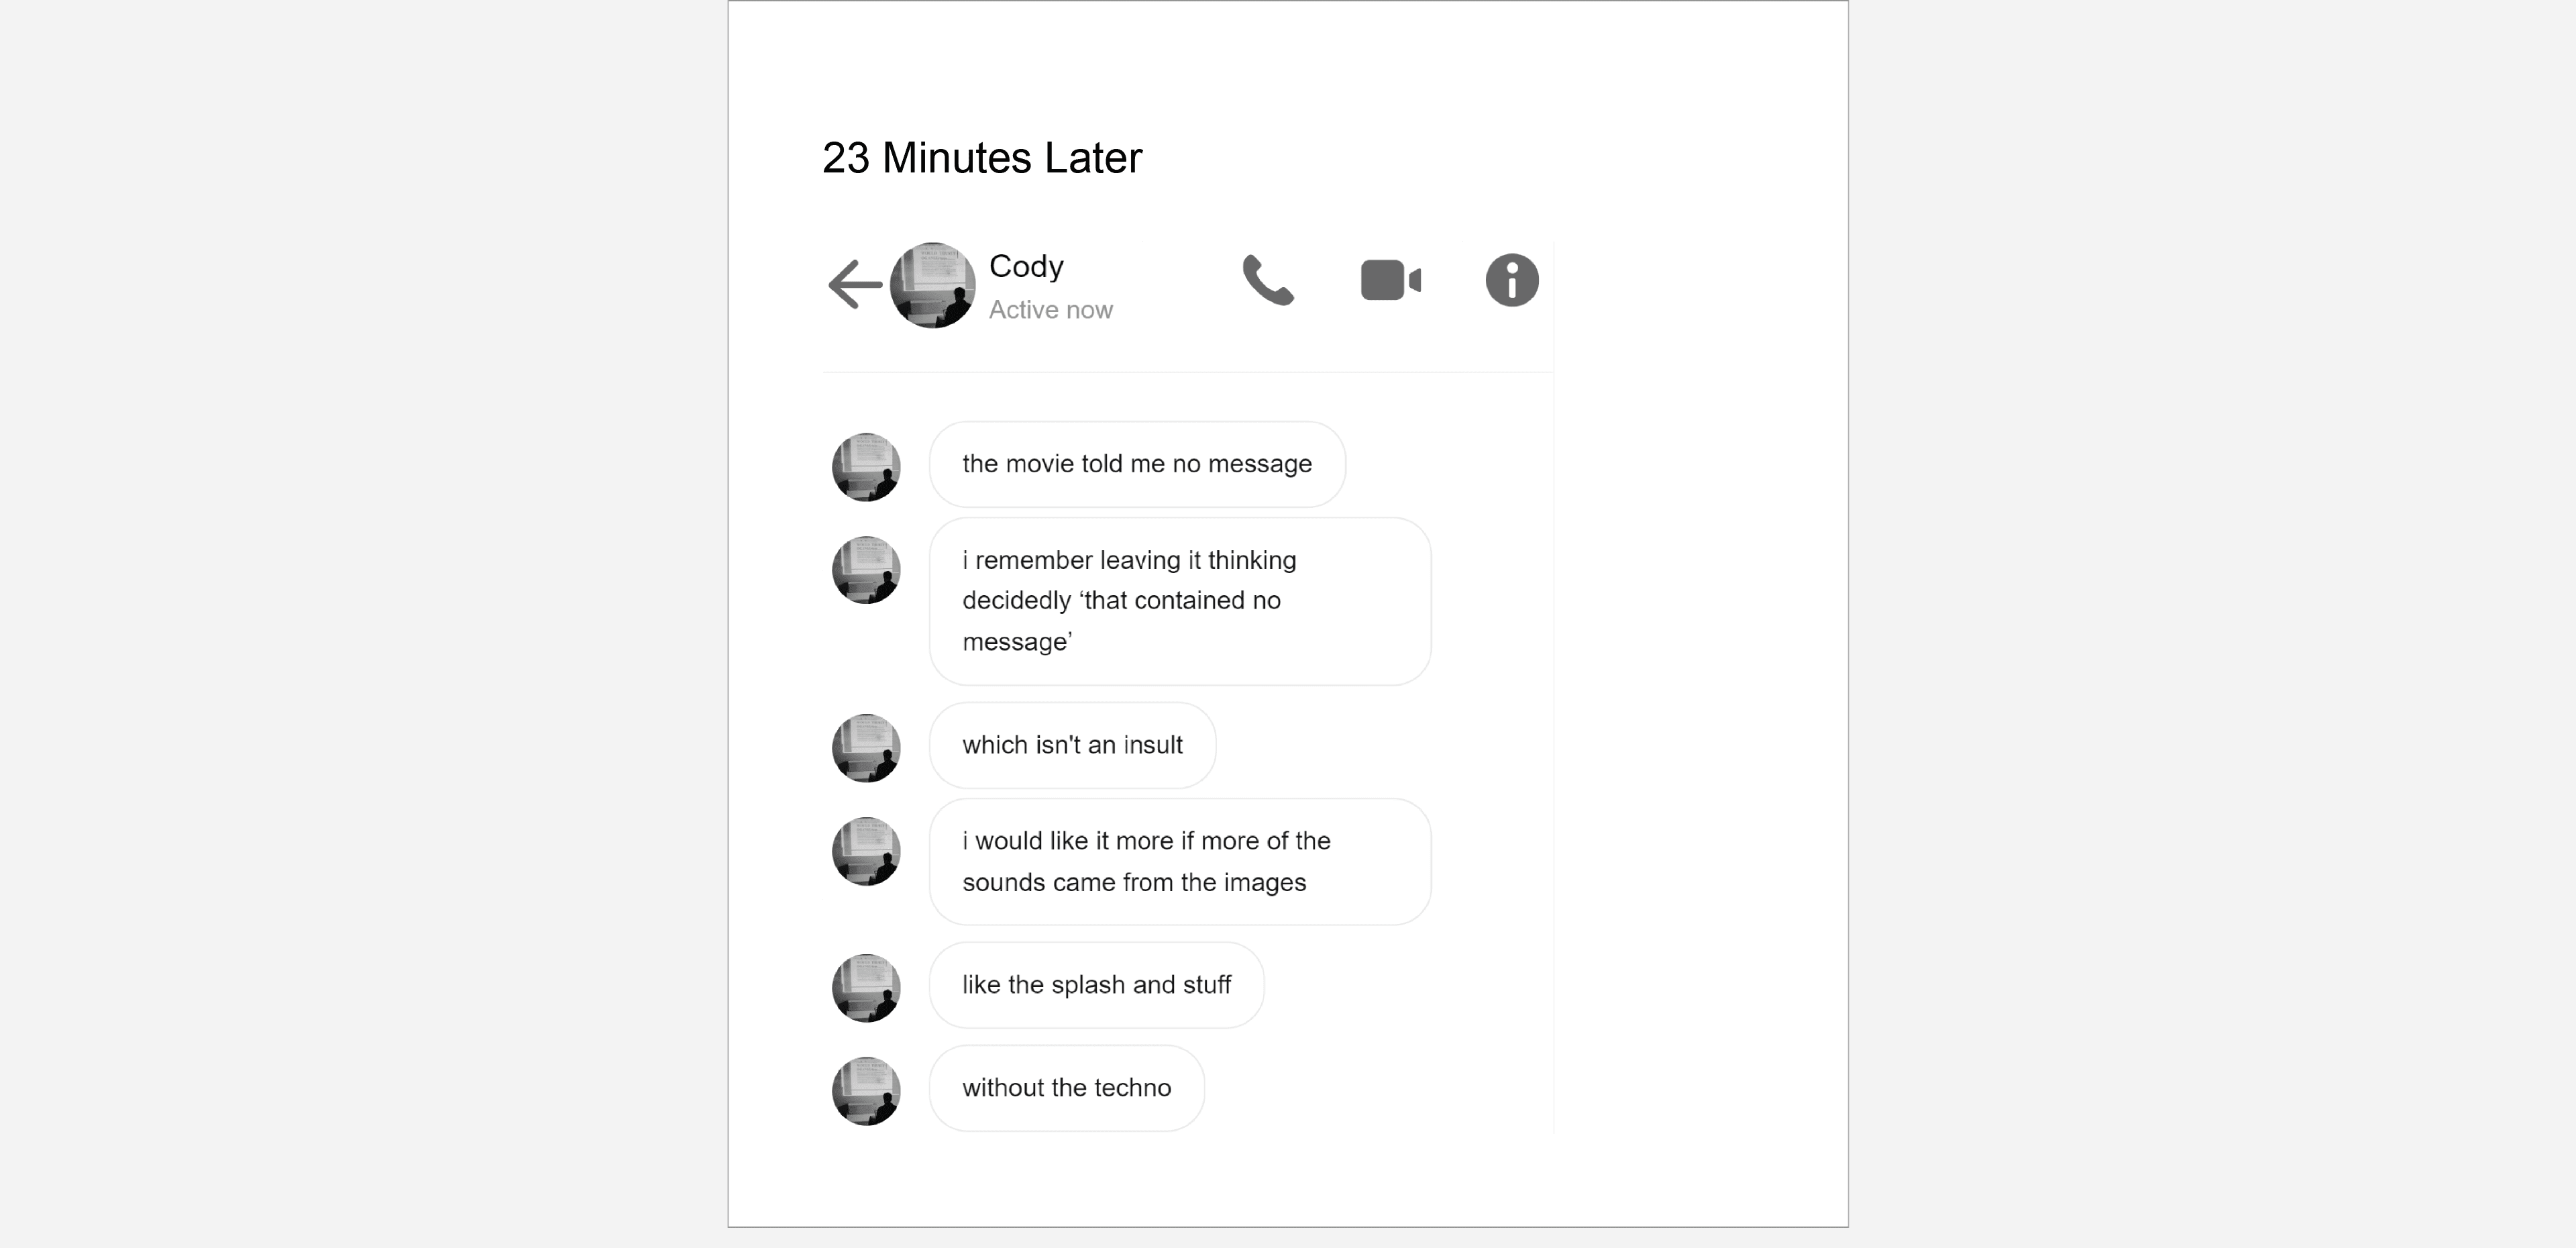 23 Minutes Later
Cody
Active now
the movie told me no message
i remember leaving it thinking
decidedly ‘that contained no
message’
which isn't an insult
i would like it more if more of the
sounds came from the images
like the splash and stuff
without the techno